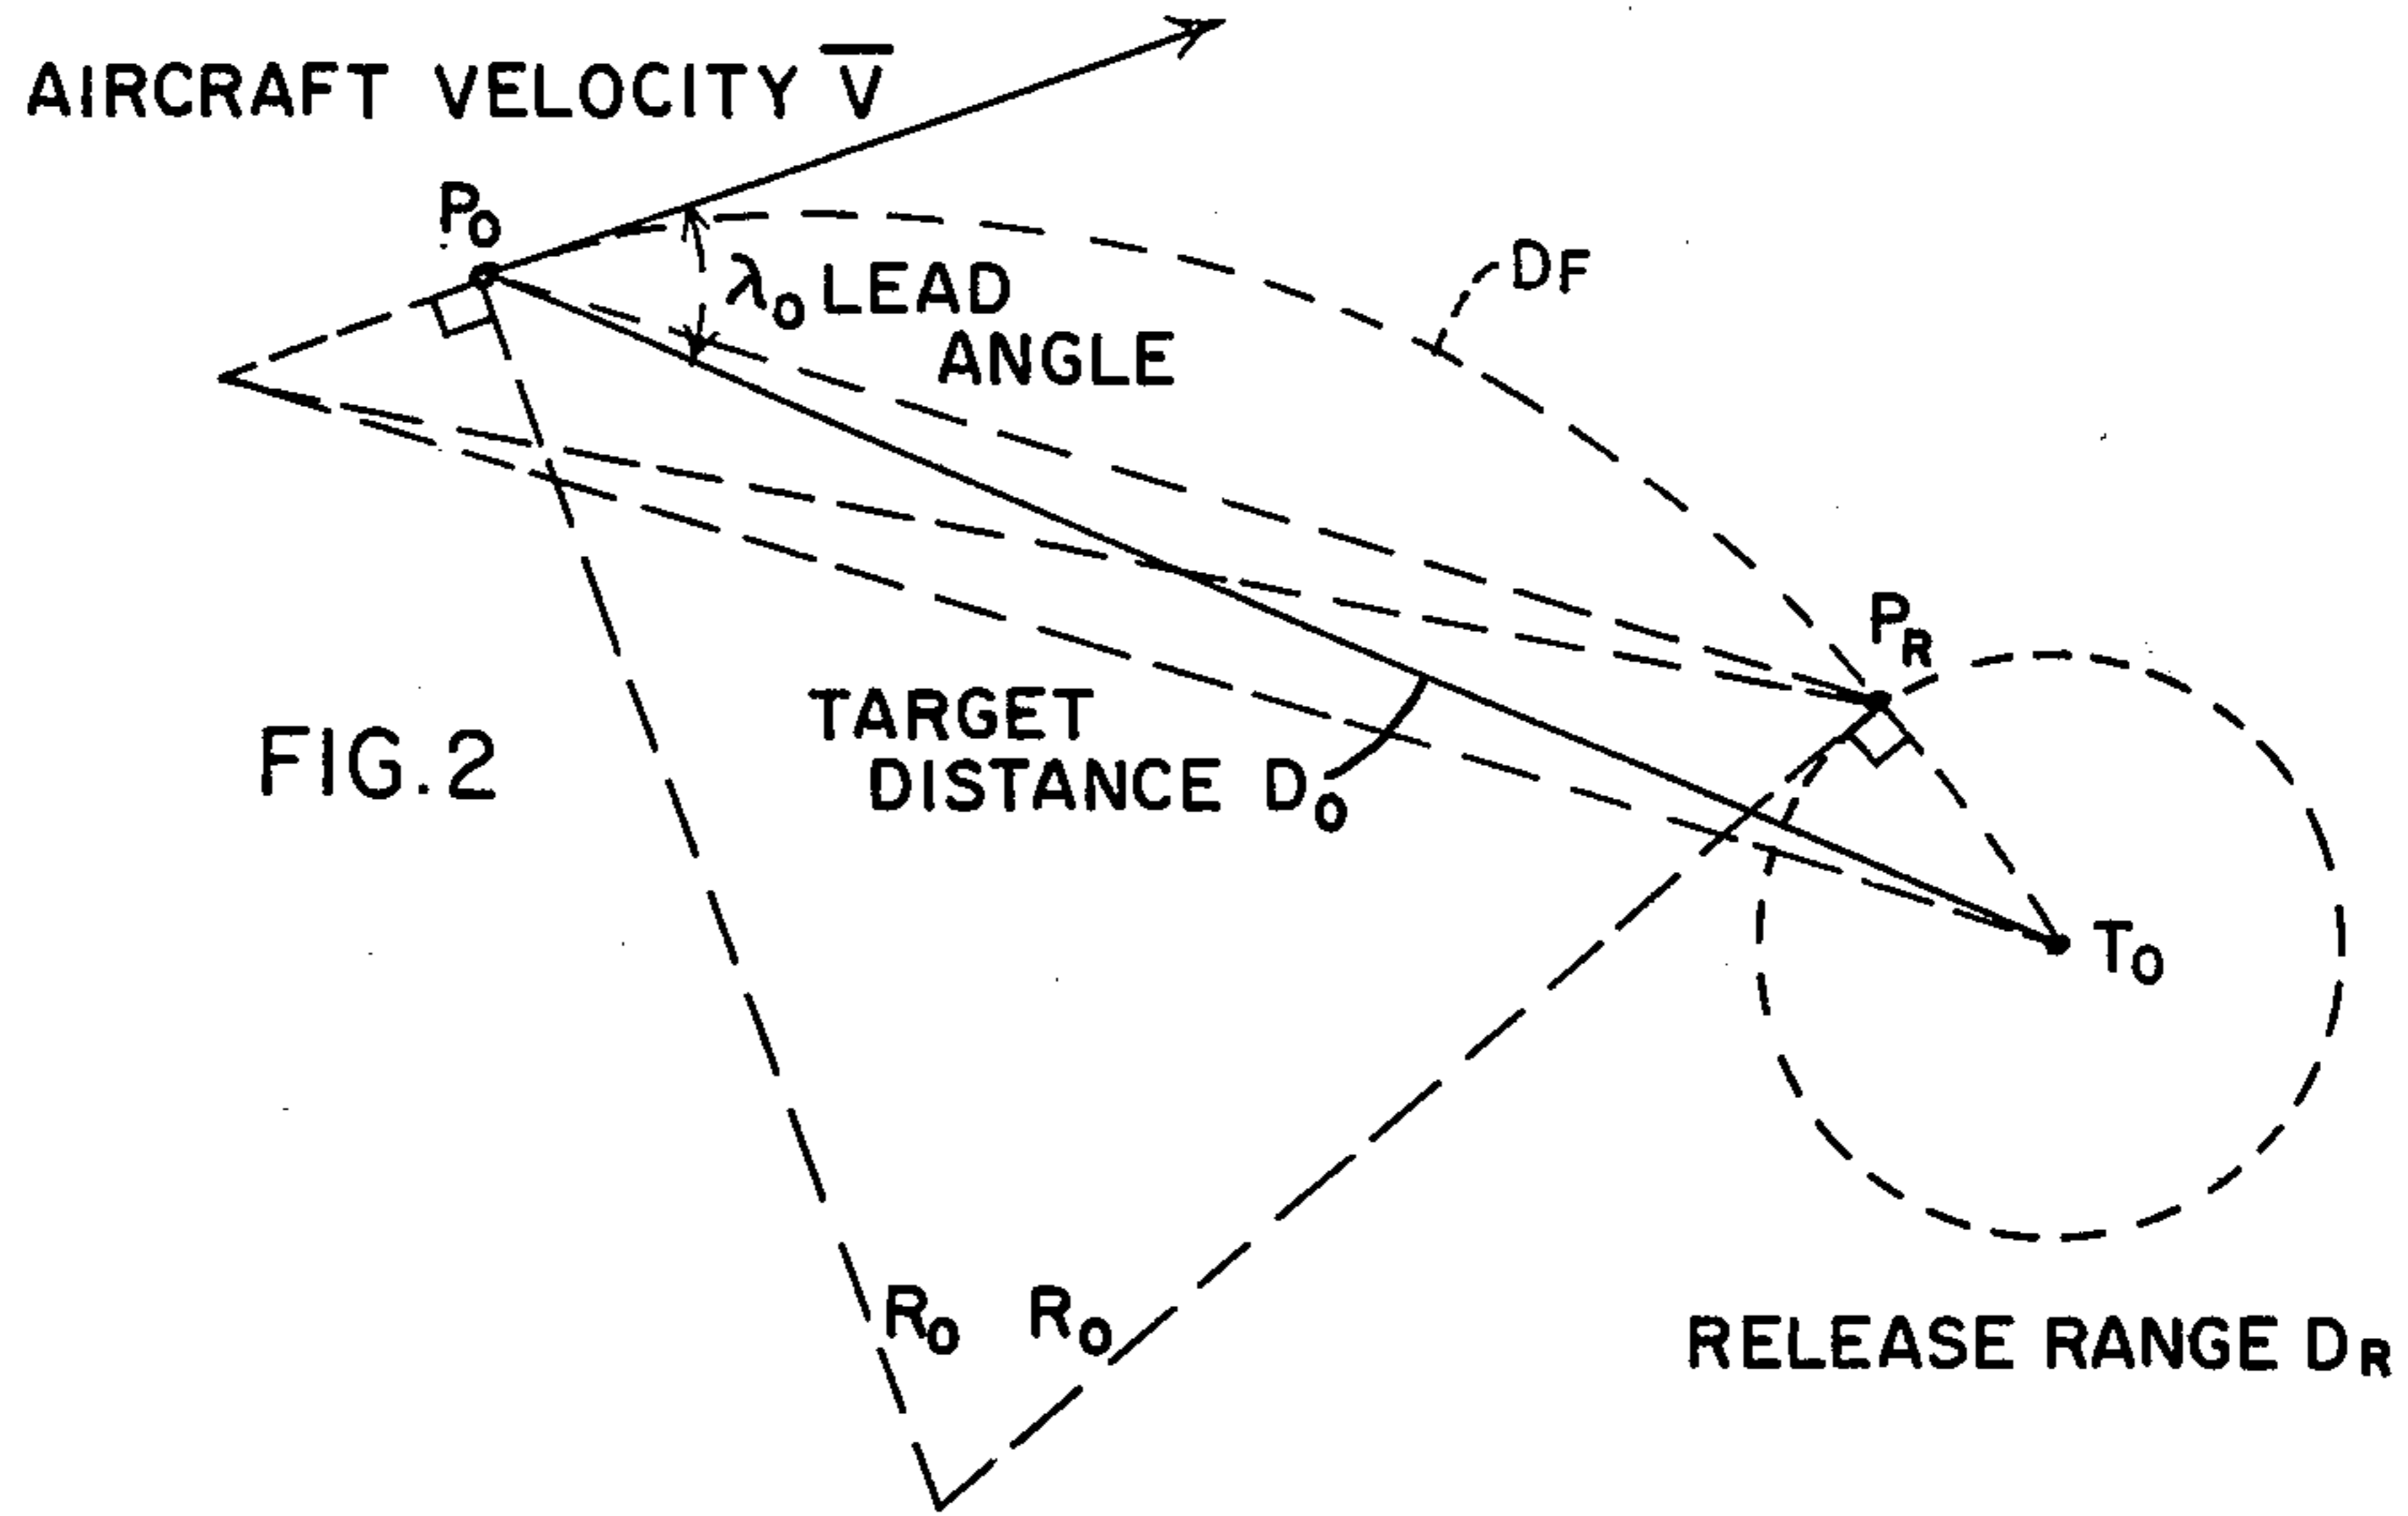 AIRCRAFT VELOCITY V̅
P₀
λ₀ LEAD
ANGLE
DF
PR
TARGET
DISTANCE D₀
FIG.2
T₀
R₀ R₀
RELEASE RANGE DR